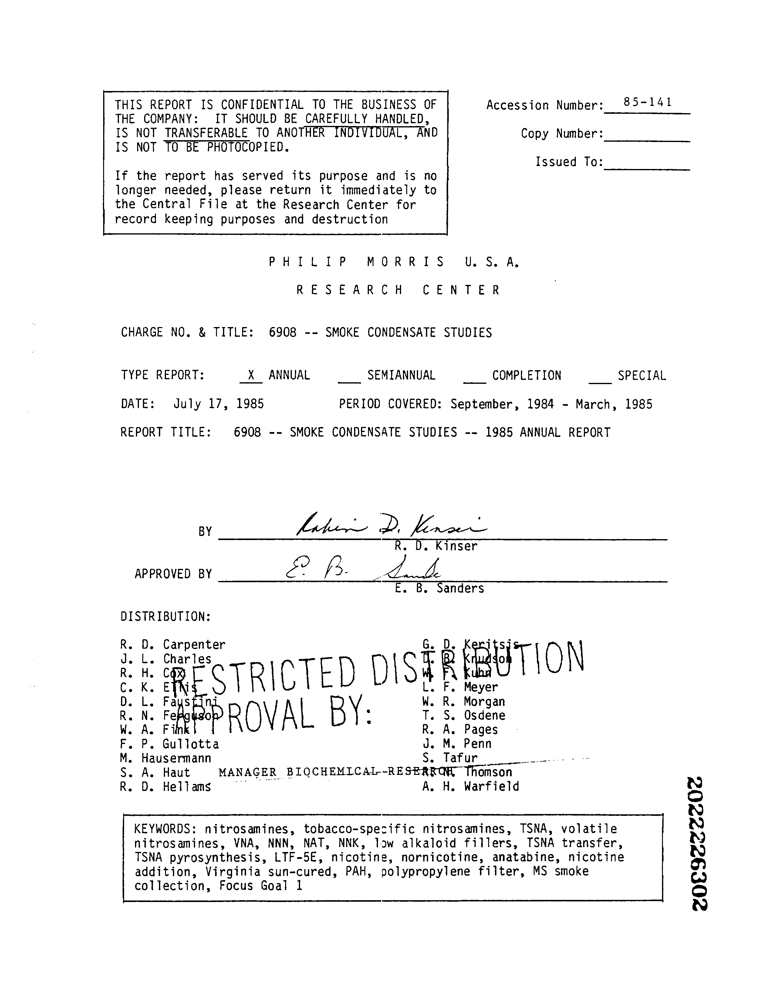 THIS REPORT IS CONFIDENTIAL TO THE BUSINESS OF
THE COMPANY: IT SHOULD BE CAREFULLY HANDLED,
IS NOT TRANSFERABLE TO ANOTHER INDIVIDUAL, AND
IS NOT TO BE PHOTOCOPIED.
If the report has served its purpose and is no
longer needed, please return it immediately to
the Central File at the Research Center for
record keeping purposes and destruction
Accession Number: 85-141
Copy Number:
Issued To:
PHILIP MORRIS U.S.A.
RESEARCH CENTER
CHARGE NO. & TITLE: 6908 -- SMOKE CONDENSATE STUDIES
TYPE REPORT: X ANNUAL SEMIANNUAL COMPLETION SPECIAL
DATE: July 17, 1985 PERIOD COVERED: September, 1984 - March, 1985
REPORT TITLE: 6908 -- SMOKE CONDENSATE STUDIES -- 1985 ANNUAL REPORT
BY Robin D. Kinser
R. D. Kinser
APPROVED BY E. B. Sanders
E. B. Sanders
DISTRIBUTION:
R. D. Carpenter
J. L. Charles
R. H. Cox
C. K. Ellis
D. L. Faustini
R. N. Ferguson
W. A. Fink
F. P. Gullotta
M. Hausermann
S. A. Haut
R. D. Hellams
G. D. Keritsis
D. B. Knudson
W. F. Kuhn
L. F. Meyer
W. R. Morgan
T. S. Osdene
R. A. Pages
J. M. Penn
S. Tafur
Thomson
A. H. Warfield
RESTRICTED DISTRIBUTION
APPROVAL BY:
MANAGER BIOCHEMICAL RESEARCH
KEYWORDS: nitrosamines, tobacco-specific nitrosamines, TSNA, volatile
nitrosamines, VNA, NNN, NAT, NNK, low alkaloid fillers, TSNA transfer,
TSNA pyrosynthesis, LTF-5E, nicotine, nornicotine, anatabine, nicotine
addition, Virginia sun-cured, PAH, polypropylene filter, MS smoke
collection, Focus Goal 1
2022226302